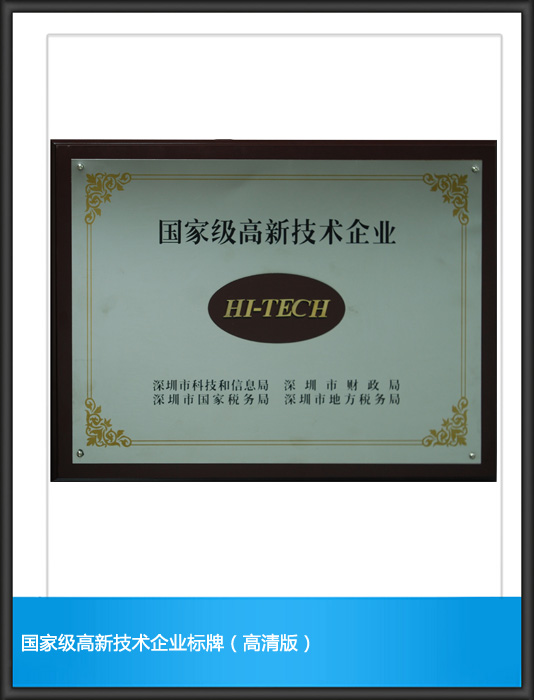 国家级高新技术企业
HI-TECH
深圳市科技和信息局 深圳市财政局
深圳市国家税务局 深圳市地方税务局
国家级高新技术企业标牌（高清版）